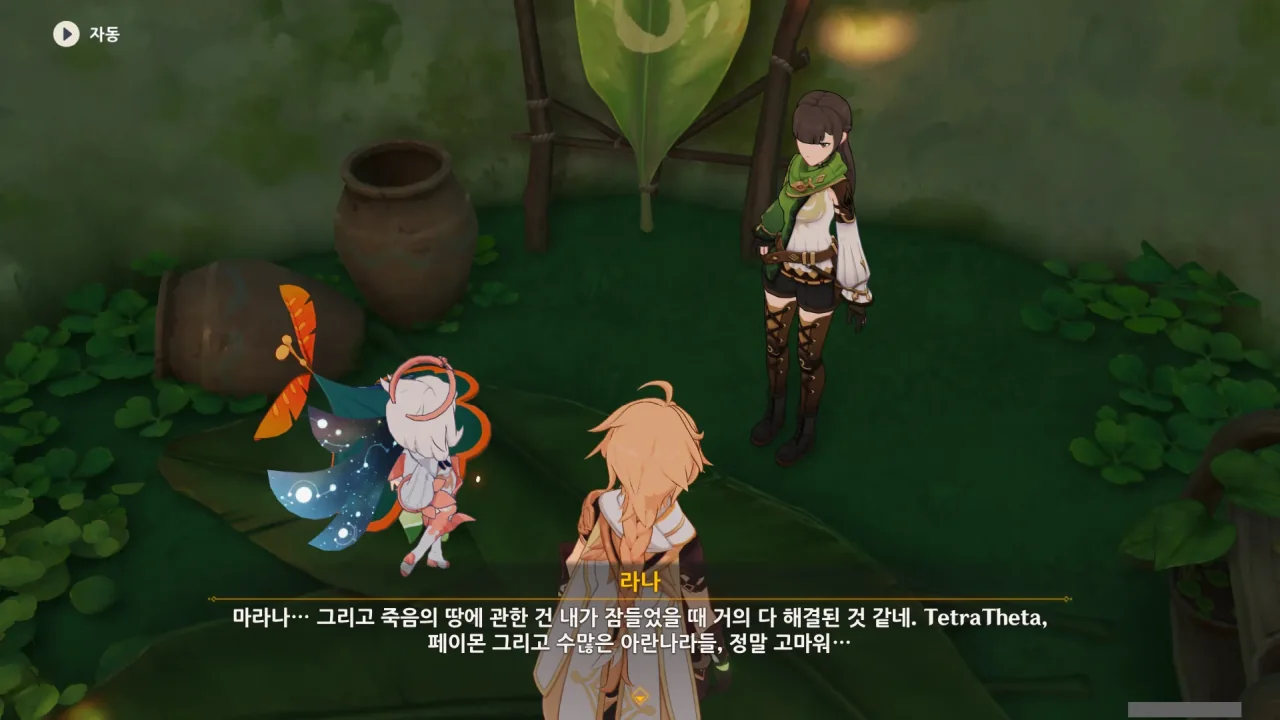 자동
라나
마라나… 그리고 죽음의 땅에 관한 건 내가 잠들었을 때 거의 다 해결된 것 같네. TetraTheta,
페이몬 그리고 수많은 아란나라들, 정말 고마워…